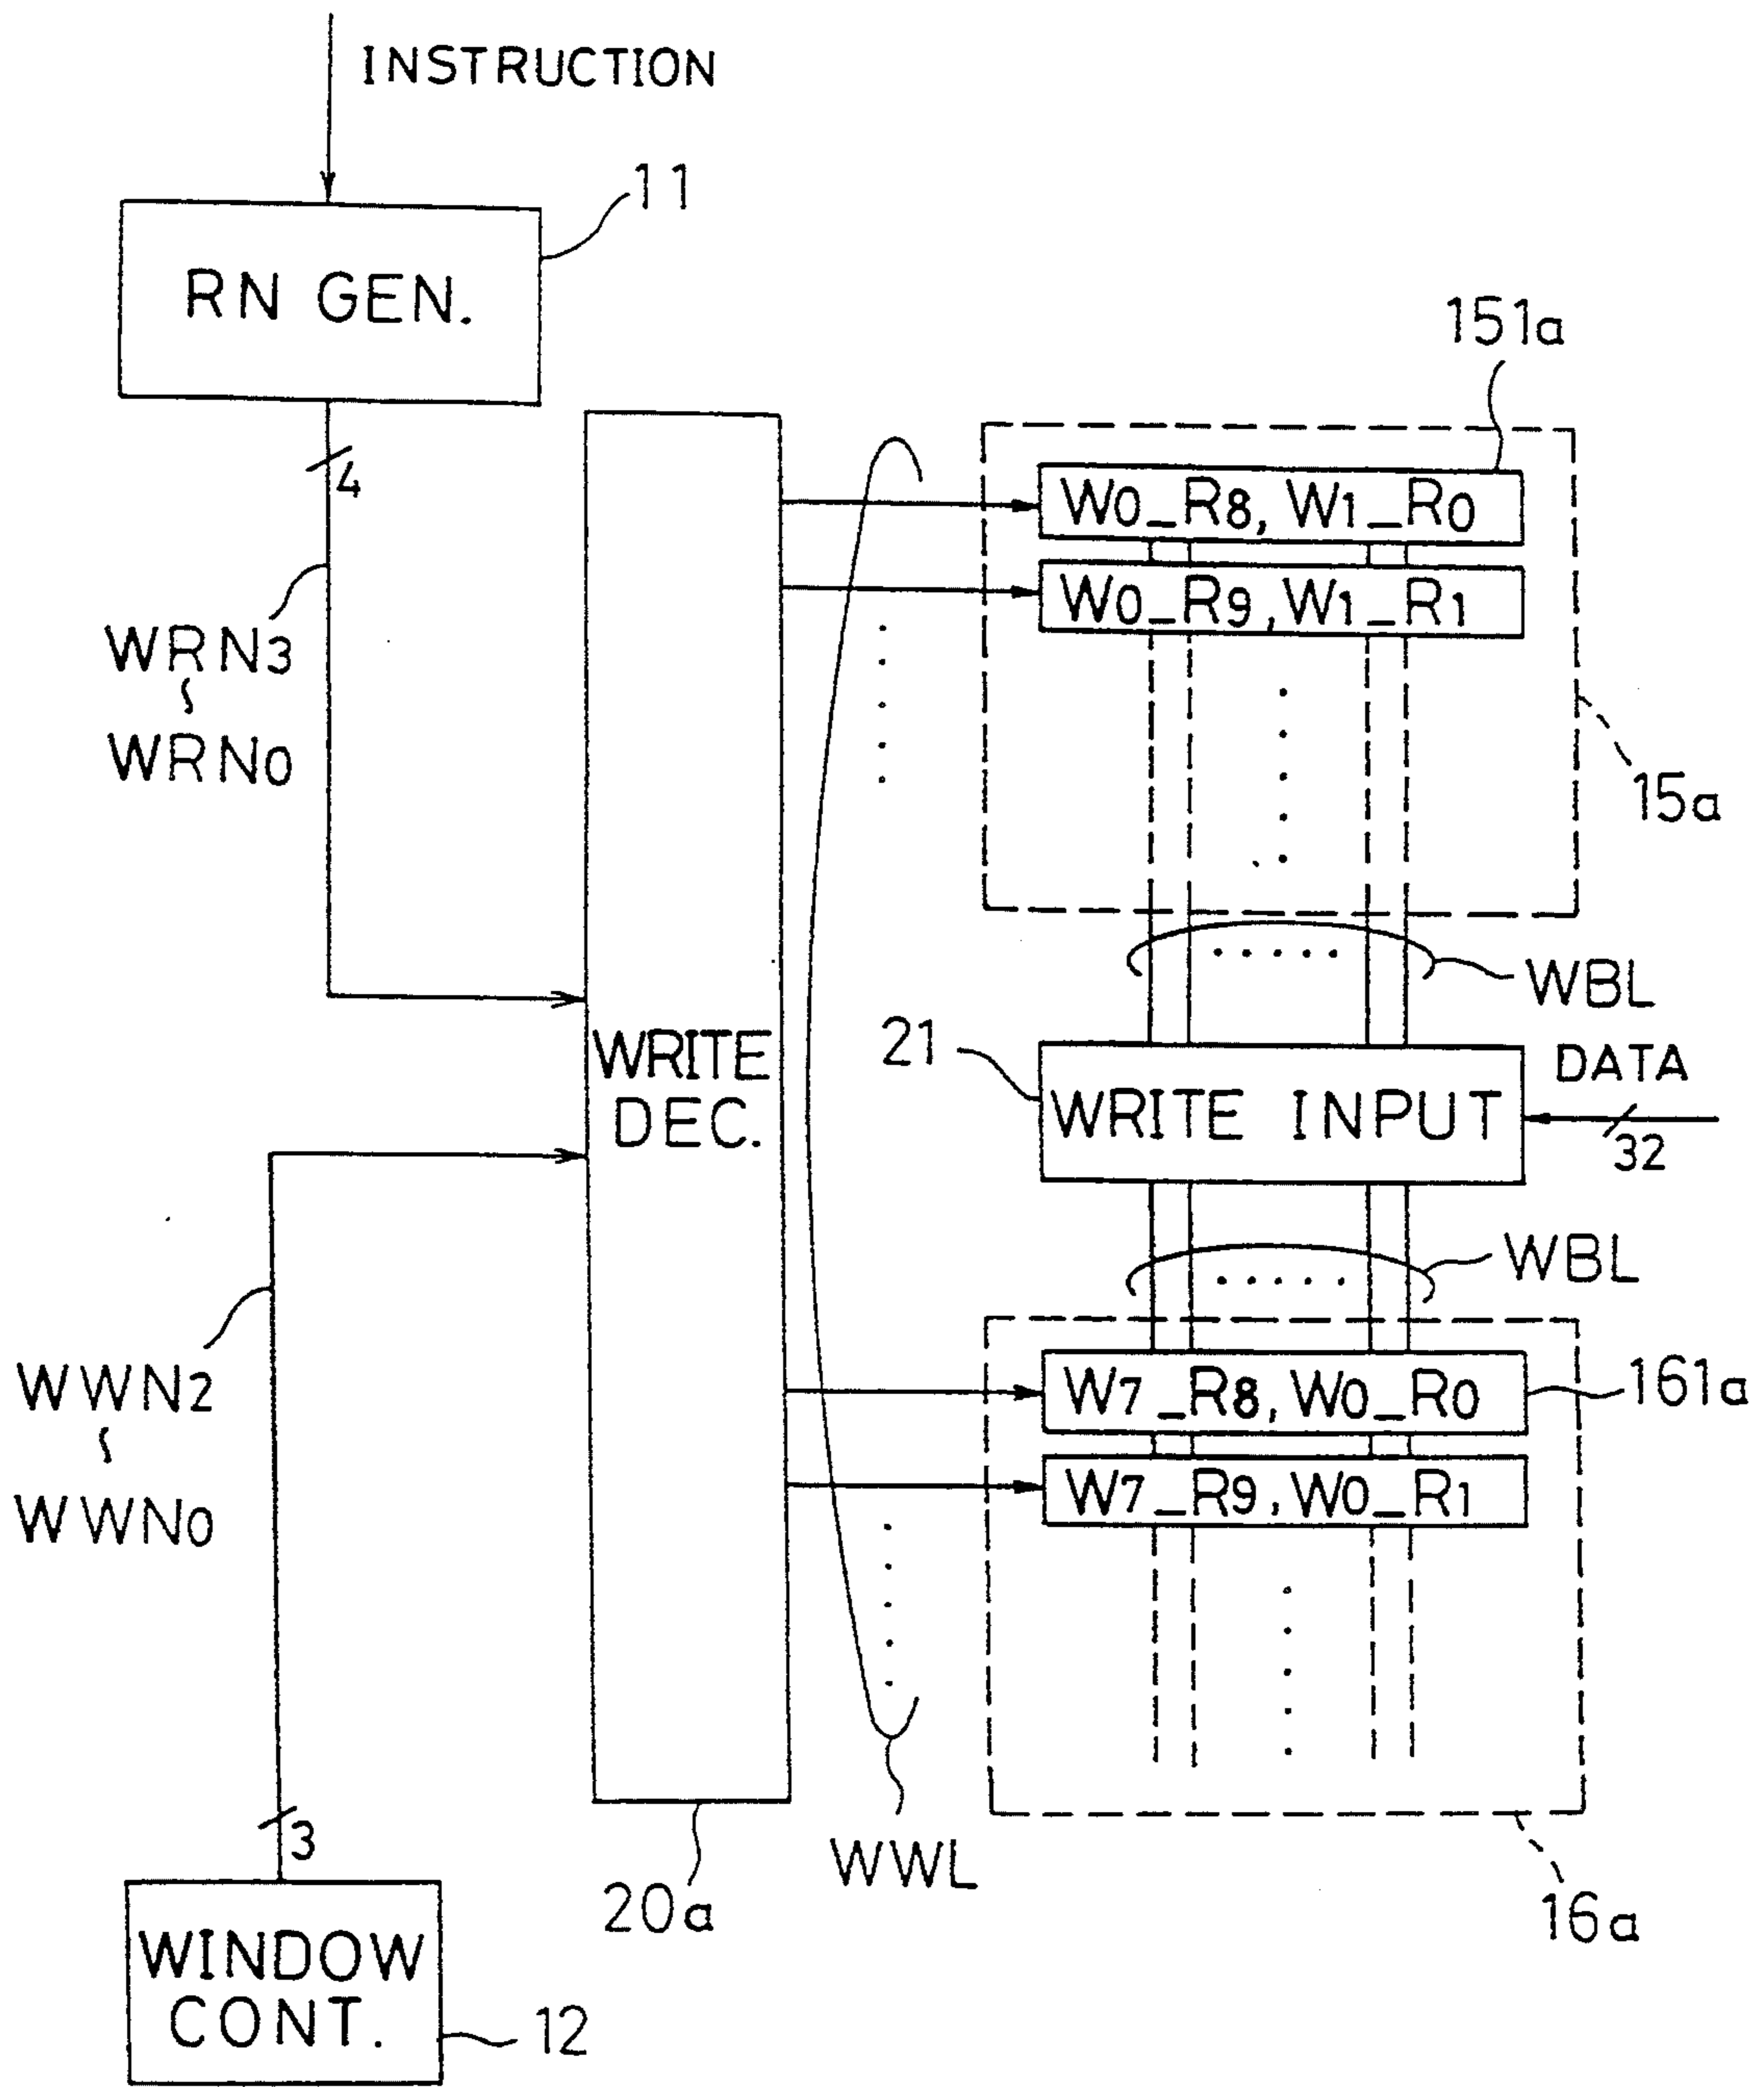 INSTRUCTION
11
RN GEN.
151a
4
W0_R8, W1_R0
W0_R9, W1_R1
WRN3
~
WRN0
15a
WBL
21
DATA
WRITE
DEC.
WRITE INPUT
32
WBL
WWN2
~
WWN0
W7_R8, W0_R0
161a
W7_R9, W0_R1
3
WWL
20a
16a
WINDOW
CONT.
12